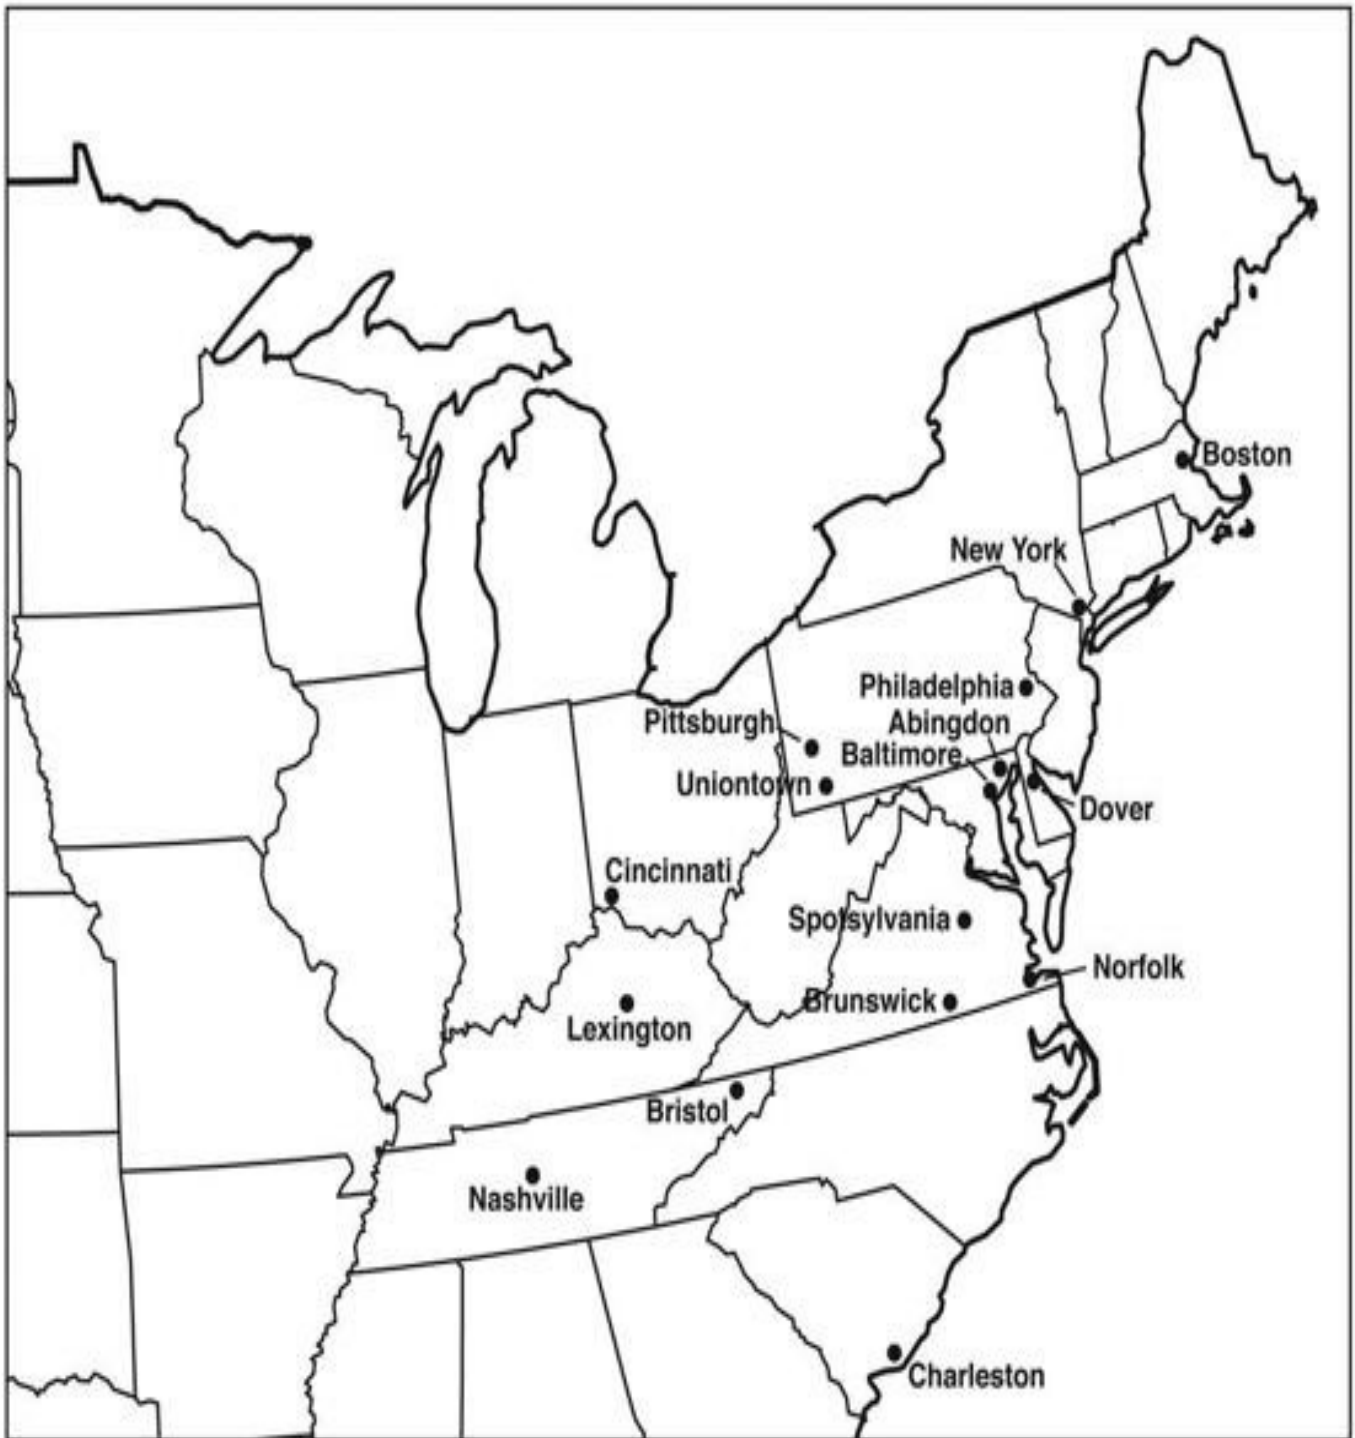 Boston
New York
Philadelphia
Pittsburgh
Abingdon
Baltimore
Uniontown
Dover
Cincinnati
Spotsylvania
Norfolk
Brunswick
Lexington
Bristol
Nashville
Charleston